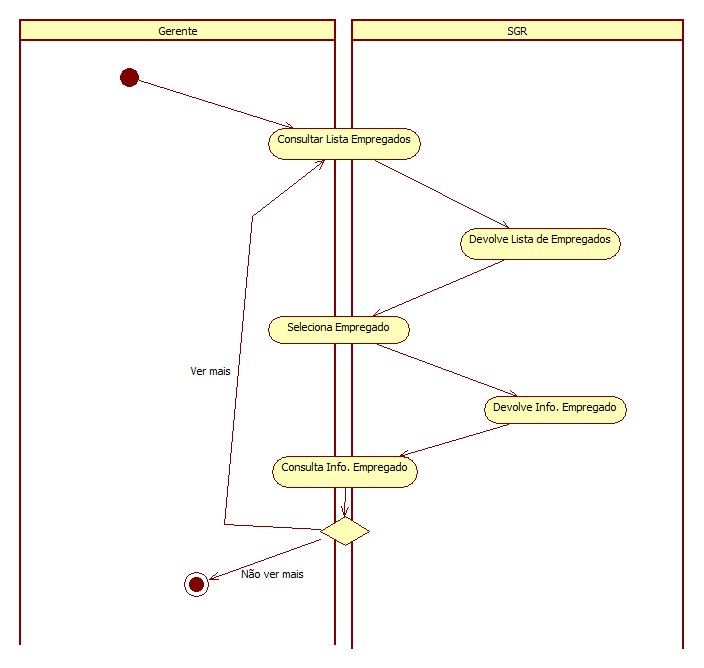 Gerente
SGR
Consultar Lista Empregados
Devolve Lista de Empregados
Seleciona Empregado
Ver mais
Devolve Info. Empregado
Consulta Info. Empregado
Não ver mais